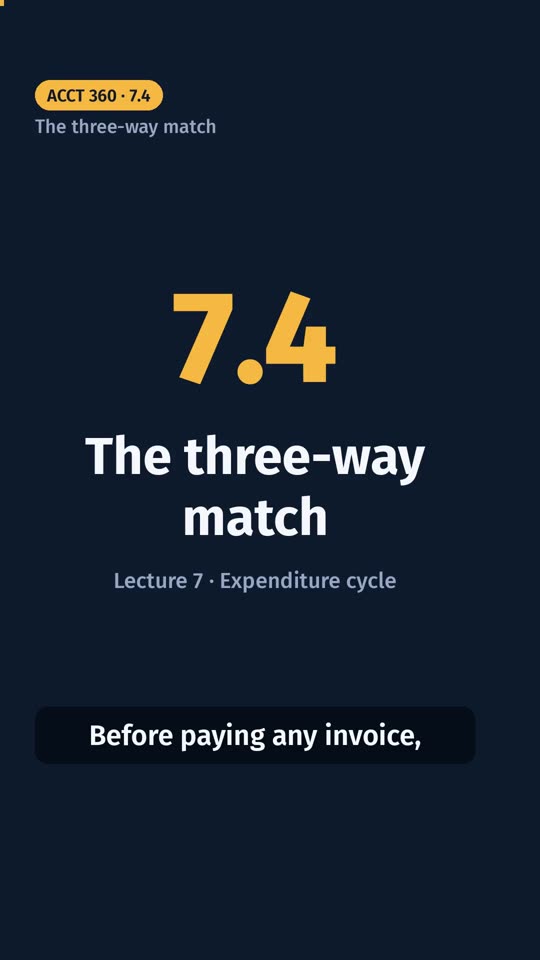 ACCT 360 · 7.4
The three-way match
7.4
The three-way
match
Lecture 7 · Expenditure cycle
Before paying any invoice,